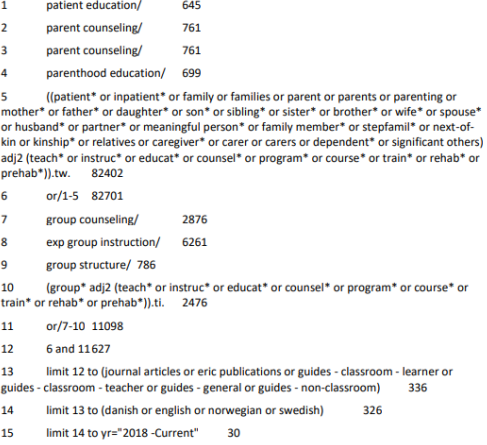 1 patient education/ 645
2 parent counseling/ 761
3 parent counseling/ 761
4 parenthood education/ 699
5 ((patient* or inpatient* or family or families or parent or parents or parenting or
mother* or father* or daughter* or son* or sibling* or sister* or brother* or wife* or spouse*
or husband* or partner* or meaningful person* or family member* or stepfamil* or next-of-
kin or kinship* or relatives or caregiver* or carer or carers or dependent* or significant others)
adj2 (teach* or instruc* or educat* or counsel* or program* or course* or train* or rehab* or
prehab*)).tw. 82402
6 or/1-5 82701
7 group counseling/ 2876
8 exp group instruction/ 6261
9 group structure/ 786
10 (group* adj2 (teach* or instruc* or educat* or counsel* or program* or course* or
train* or rehab* or prehab*)).ti. 2476
11 or/7-10 11098
12 6 and 11 627
13 limit 12 to (journal articles or eric publications or guides - classroom - learner or
guides - classroom - teacher or guides - general or guides - non-classroom) 336
14 limit 13 to (danish or english or norwegian or swedish) 326
15 limit 14 to yr="2018 -Current" 30